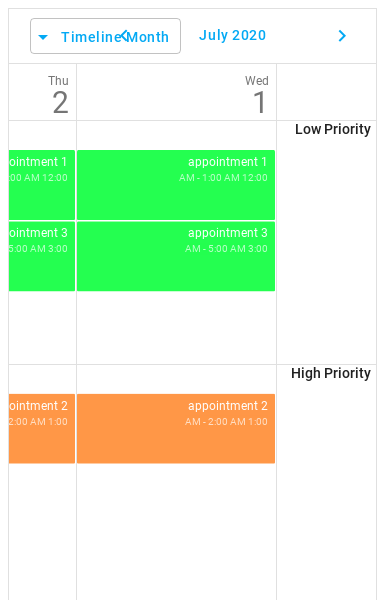 Timeline Month
July 2020
Thu
2
Wed
1
Low Priority
ointment 1
:00 AM 12:00
appointment 1
AM - 1:00 AM 12:00
ointment 3
5:00 AM 3:00
appointment 3
AM - 5:00 AM 3:00
High Priority
ointment 2
2:00 AM 1:00
appointment 2
AM - 2:00 AM 1:00